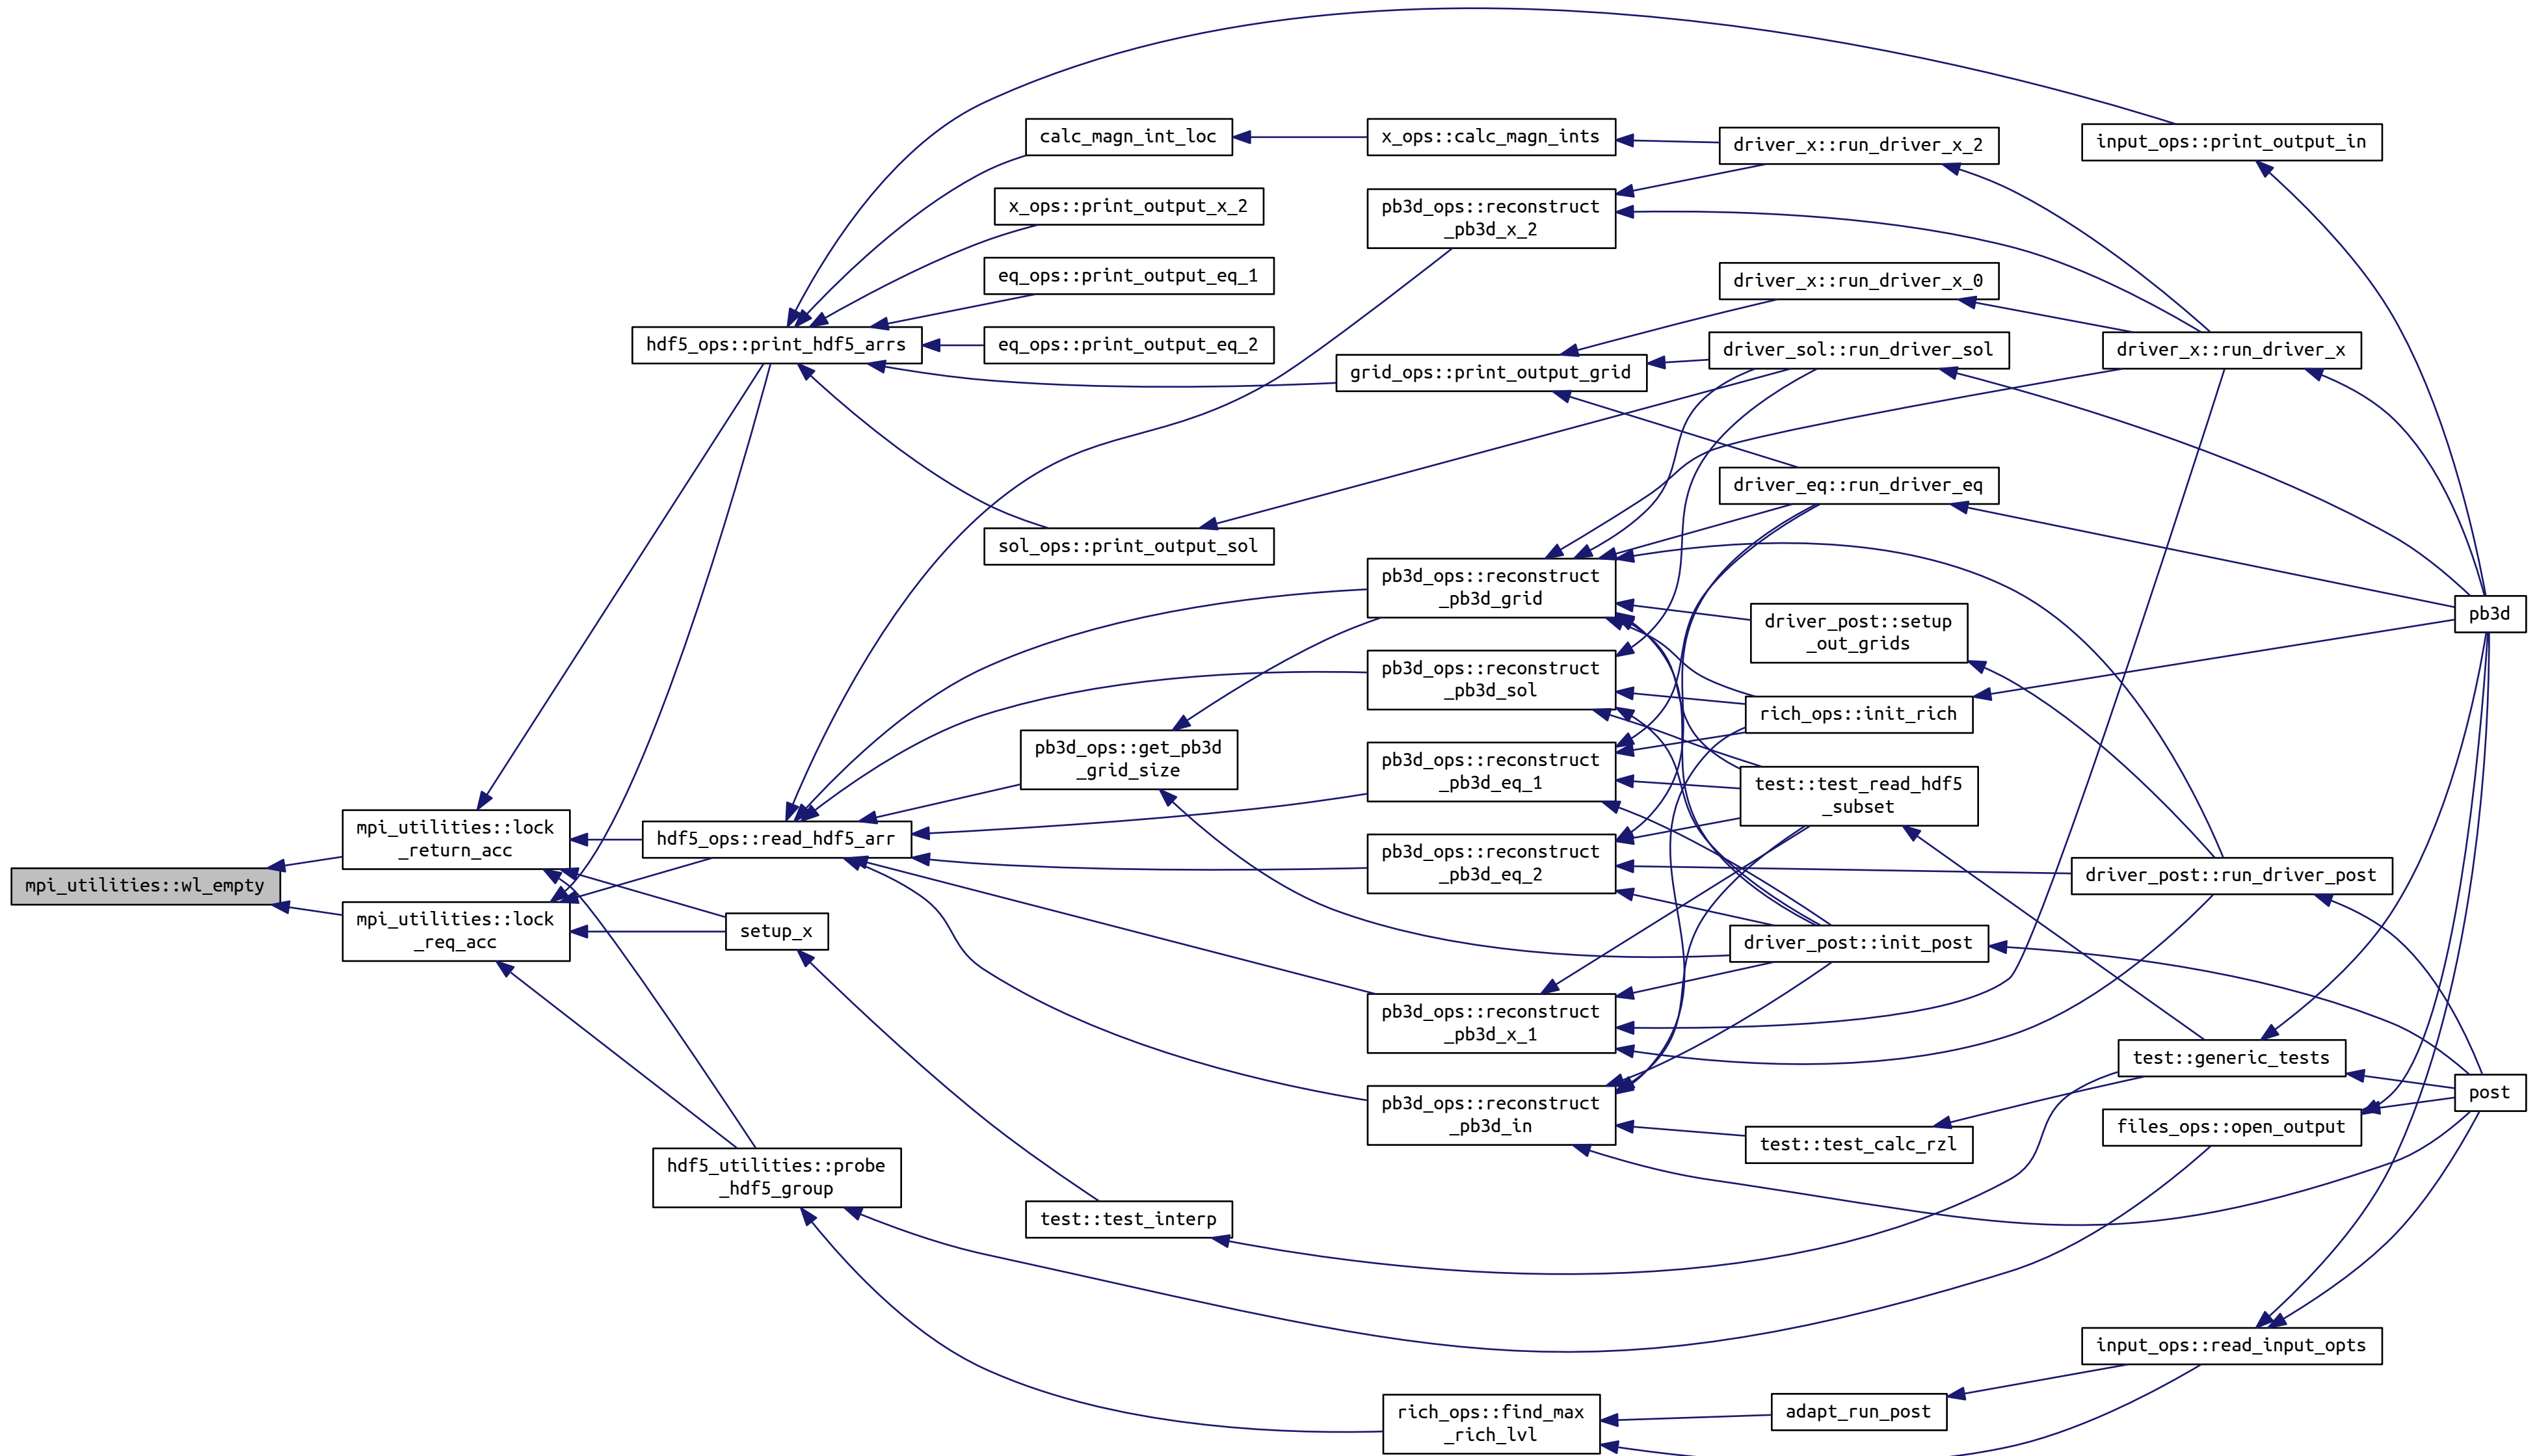 mpi_utilities::wl_empty
mpi_utilities::lock
_return_acc
mpi_utilities::lock
_req_acc
hdf5_ops::print_hdf5_arrs
hdf5_ops::read_hdf5_arr
setup_x
hdf5_utilities::probe
_hdf5_group
calc_magn_int_loc
x_ops::print_output_x_2
eq_ops::print_output_eq_1
eq_ops::print_output_eq_2
sol_ops::print_output_sol
pb3d_ops::get_pb3d
_grid_size
test::test_interp
x_ops::calc_magn_ints
pb3d_ops::reconstruct
_pb3d_x_2
grid_ops::print_output_grid
pb3d_ops::reconstruct
_pb3d_grid
pb3d_ops::reconstruct
_pb3d_sol
pb3d_ops::reconstruct
_pb3d_eq_1
pb3d_ops::reconstruct
_pb3d_eq_2
pb3d_ops::reconstruct
_pb3d_x_1
pb3d_ops::reconstruct
_pb3d_in
rich_ops::find_max
_rich_lvl
driver_x::run_driver_x_2
driver_x::run_driver_x_0
driver_sol::run_driver_sol
driver_eq::run_driver_eq
driver_post::setup
_out_grids
rich_ops::init_rich
test::test_read_hdf5
_subset
driver_post::init_post
test::test_calc_rzl
adapt_run_post
input_ops::print_output_in
driver_x::run_driver_x
driver_post::run_driver_post
test::generic_tests
files_ops::open_output
input_ops::read_input_opts
pb3d
post